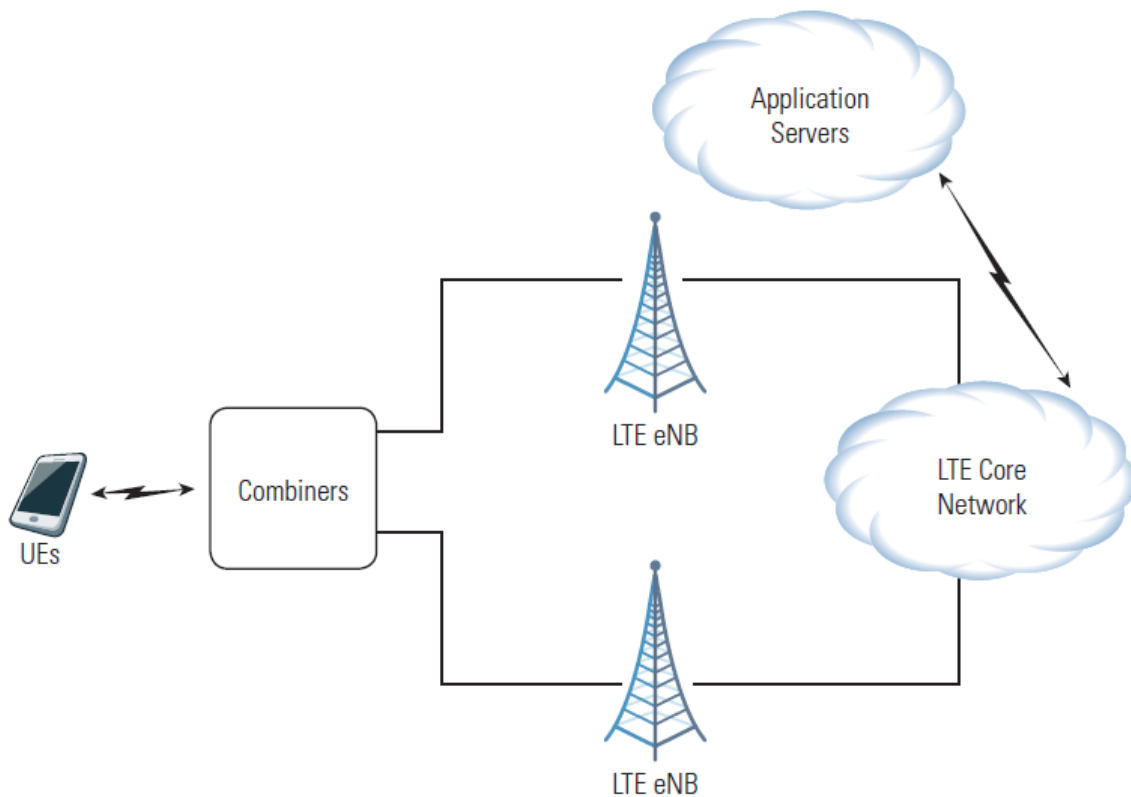 Application
Servers
LTE eNB
LTE Core
Network
Combiners
UEs
LTE eNB